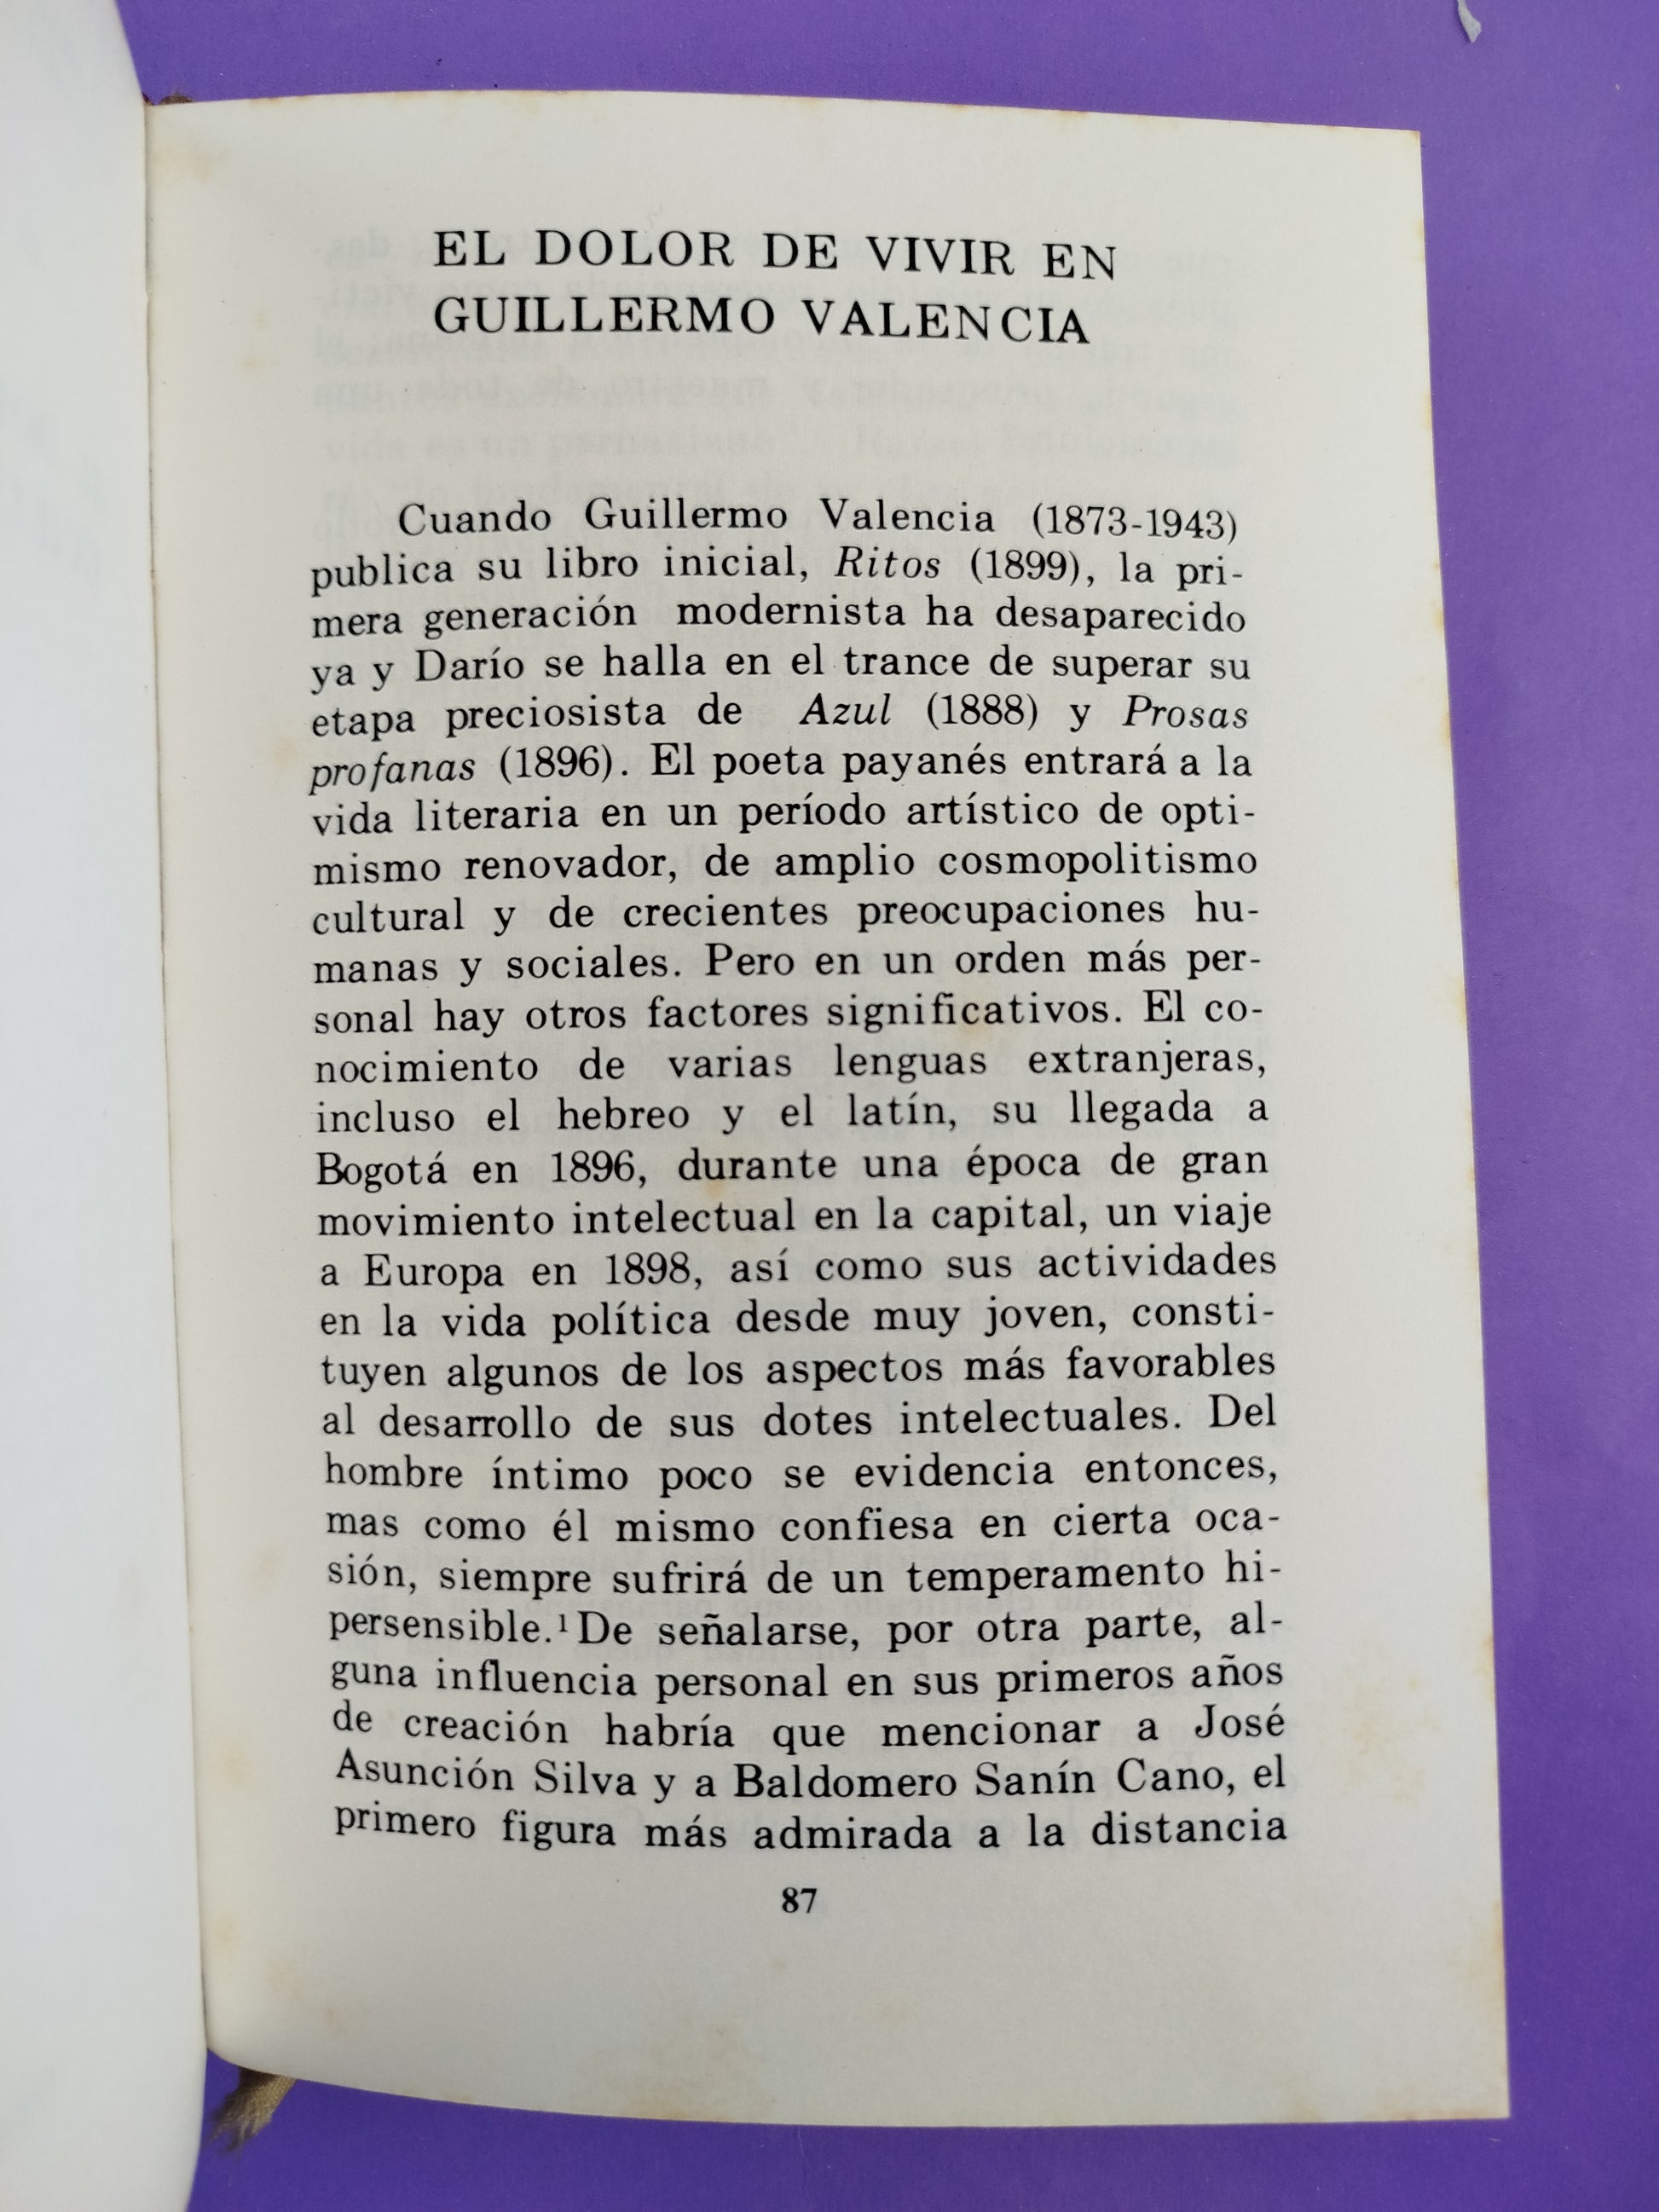 EL DOLOR DE VIVIR EN
GUILLERMO VALENCIA
Cuando Guillermo Valencia (1873-1943)
publica su libro inicial, Ritos (1899), la pri-
mera generación modernista ha desaparecido
ya y Darío se halla en el trance de superar su
etapa preciosista de Azul (1888) y Prosas
profanas (1896). El poeta payanés entrará a la
vida literaria en un período artístico de opti-
mismo renovador, de amplio cosmopolitismo
cultural y de crecientes preocupaciones hu-
manas y sociales. Pero en un orden más per-
sonal hay otros factores significativos. El co-
nocimiento de varias lenguas extranjeras,
incluso el hebreo y el latín, su llegada a
Bogotá en 1896, durante una época de gran
movimiento intelectual en la capital, un viaje
a Europa en 1898, así como sus actividades
en la vida política desde muy joven, consti-
tuyen algunos de los aspectos más favorables
al desarrollo de sus dotes intelectuales. Del
hombre íntimo poco se evidencia entonces,
mas como él mismo confiesa en cierta oca-
sión, siempre sufrirá de un temperamento hi-
persensible.¹ De señalarse, por otra parte, al-
guna influencia personal en sus primeros años
de creación habría que mencionar a José
Asunción Silva y a Baldomero Sanín Cano, el
primero figura más admirada a la distancia
87